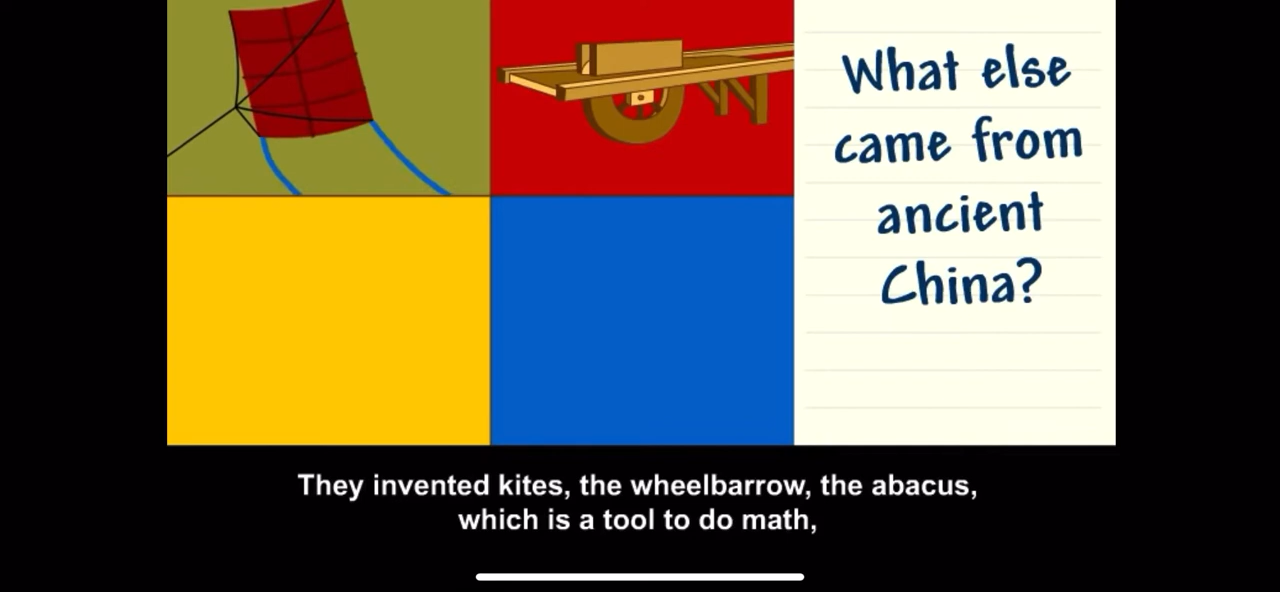 What else
came from
ancient
China?
They invented kites, the wheelbarrow, the abacus,
which is a tool to do math,